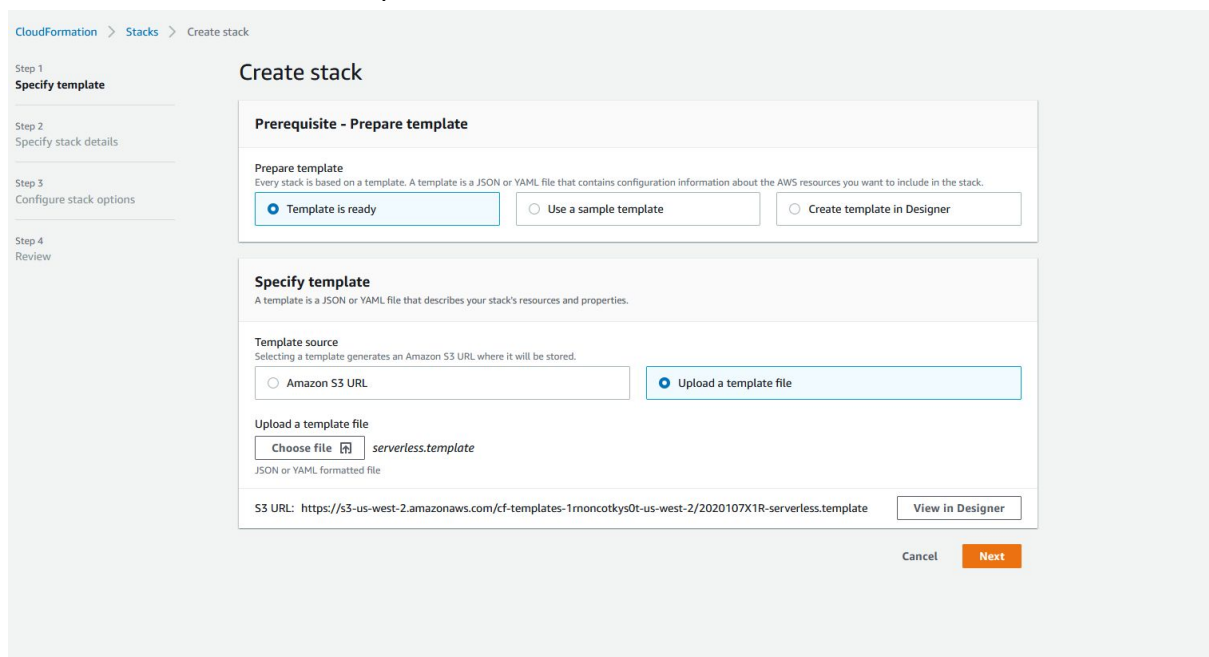 CloudFormation > Stacks > Create stack
Step 1
Specify template
Step 2
Specify stack details
Step 3
Configure stack options
Step 4
Review
Create stack
Prerequisite - Prepare template
Prepare template
Every stack is based on a template. A template is a JSON or YAML file that contains configuration information about the AWS resources you want to include in the stack.
Template is ready
Use a sample template
Create template in Designer
Specify template
A template is a JSON or YAML file that describes your stack's resources and properties.
Template source
Selecting a template generates an Amazon S3 URL where it will be stored.
Amazon S3 URL
Upload a template file
Upload a template file
Choose file serverless.template
JSON or YAML formatted file
S3 URL: https://s3-us-west-2.amazonaws.com/cf-templates-1rnoncotkys0t-us-west-2/2020107X1R-serverless.template View in Designer
Cancel Next